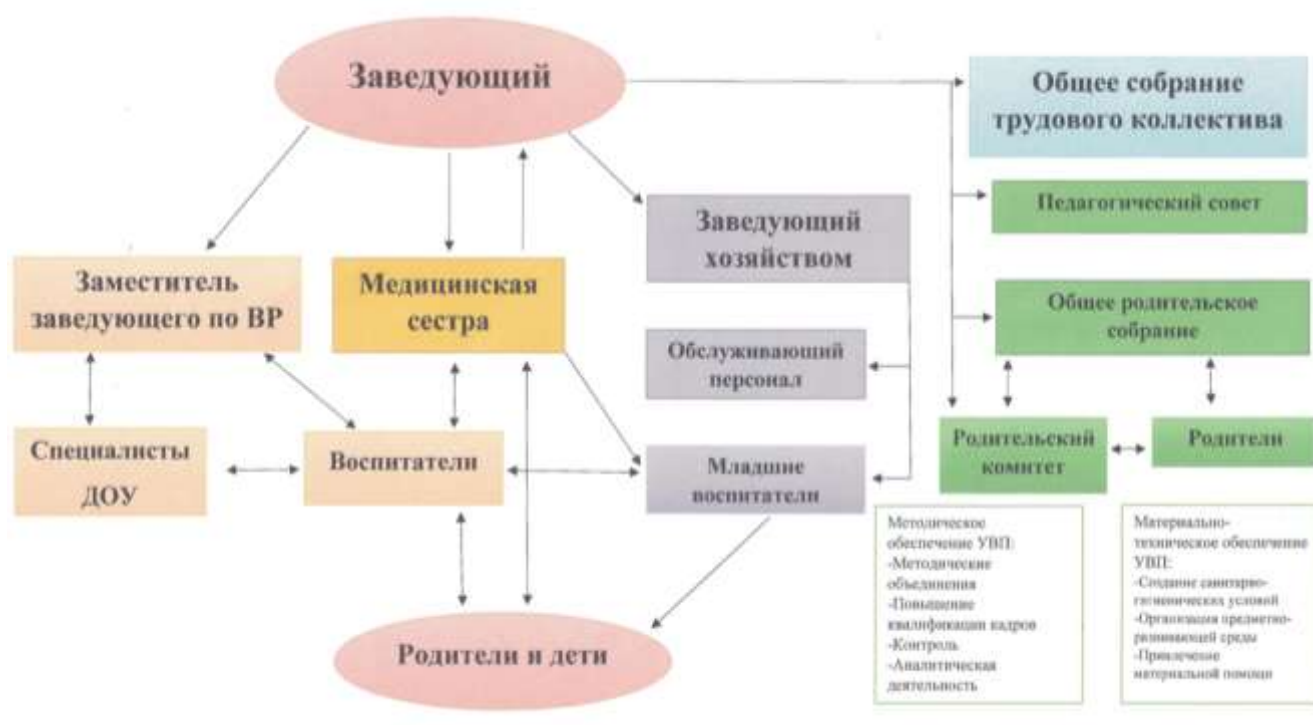 Заведующий
Общее собрание
трудового коллектива
Педагогический совет
Заведующий
хозяйством
Заместитель
заведующего по ВР
Медицинская
сестра
Общее родительское
собрание
Обслуживающий
персонал
Специалисты
ДОУ
Воспитатели
Младшие
воспитатели
Родительский
комитет
Родители
Родители и дети
Методическое
обеспечение УВП:
-Методические
объединения
-Повышение
квалификации кадров
-Контроль
-Аналитическая
деятельность
Материально-
техническое обеспечение
УВП:
-Создание санитарно-
гигиенических условий
-Организация предметно-
развивающей среды
-Привлечение
материальной помощи